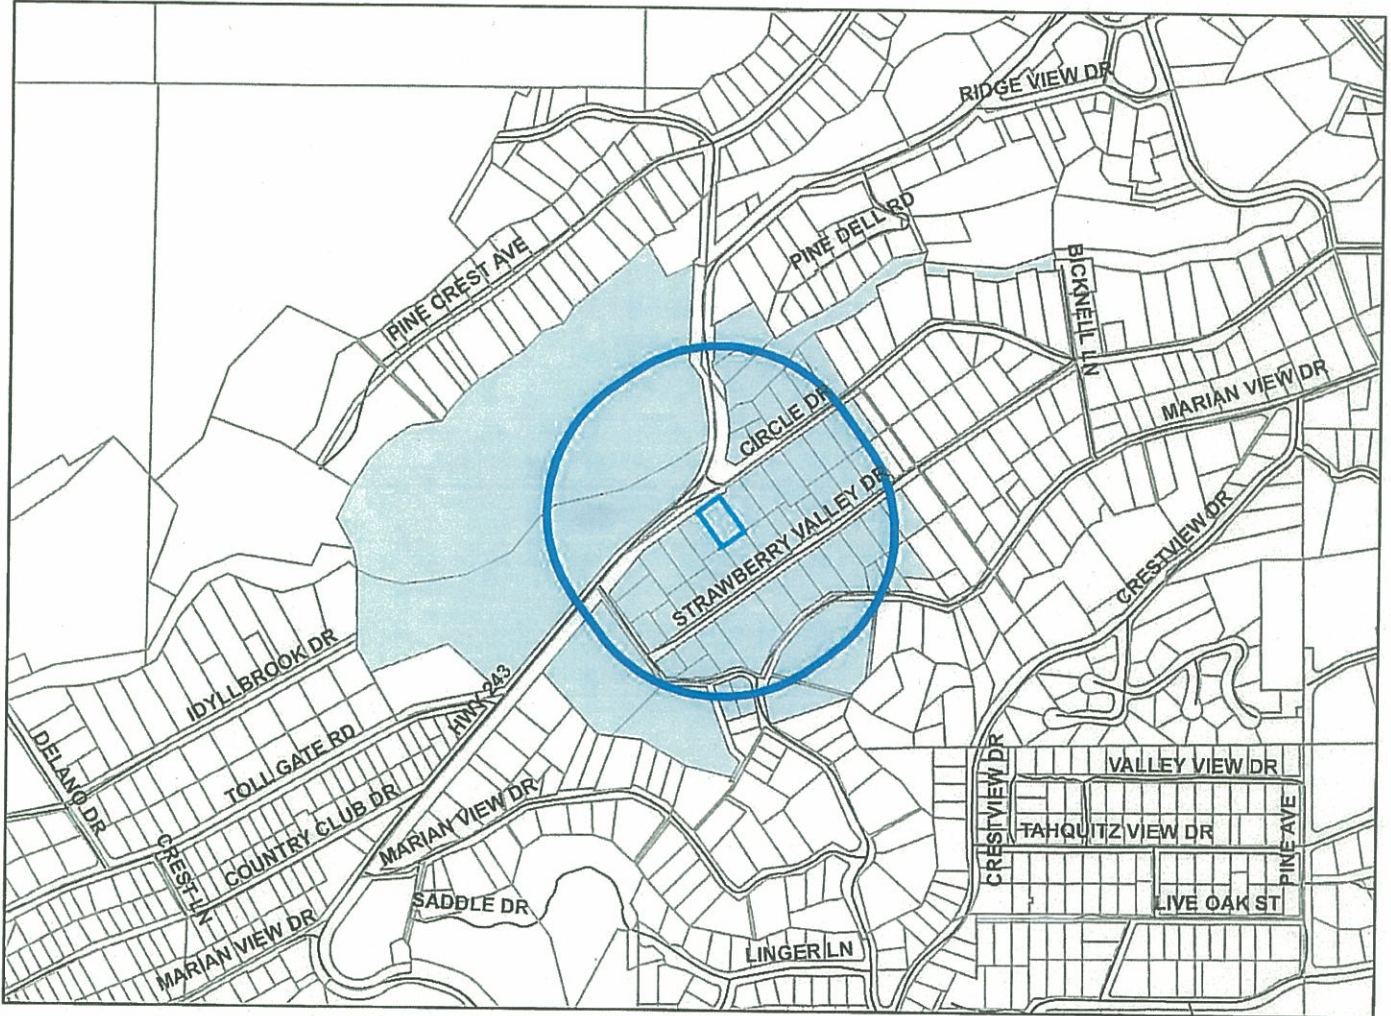 RIDGE VIEW DR
PINE DELL RD
PINE CREST AVE
BICKNELL LN
MARIAN VIEW DR
CIRCLE DR
STRAWBERRY VALLEY DR
CRESTVIEW DR
IDYLLBROOK DR
HWY 243
DELANO DR
TOLL GATE RD
COUNTRY CLUB DR
CREST LN
MARIAN VIEW DR
MARIAN VIEW DR
SADDLE DR
LINGER LN
CRESTVIEW DR
VALLEY VIEW DR
TAHQUITZ VIEW DR
PINE AVE
LIVE OAK ST